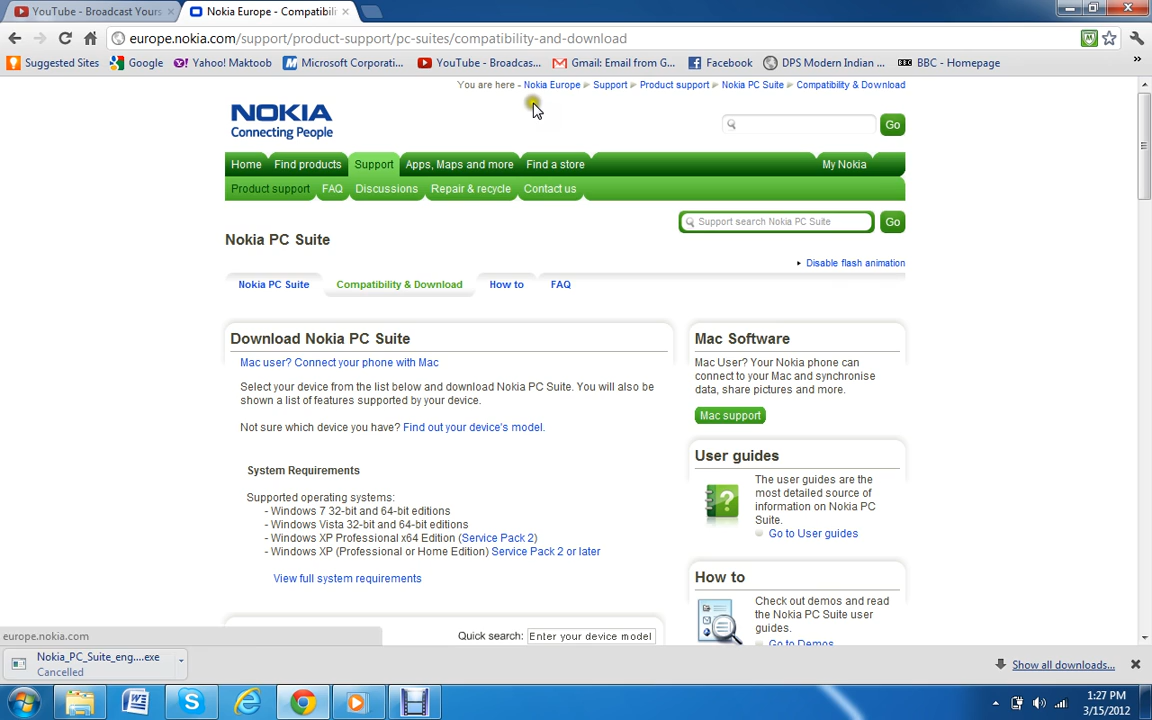 YouTube - Broadcast Yours
Nokia Europe - Compatibili
europe.nokia.com/support/product-support/pc-suites/compatibility-and-download
Suggested Sites
Google
Yahoo! Maktoob
Microsoft Corporati...
YouTube - Broadcas...
Gmail: Email from G...
Facebook
DPS Modern Indian ...
BBC - Homepage
You are here - Nokia Europe Support Product support Nokia PC Suite Compatibility & Download
NOKIA
Connecting People
Go
Home Find products Support Apps, Maps and more Find a store My Nokia
Product support FAQ Discussions Repair & recycle Contact us
Support search Nokia PC Suite Go
Nokia PC Suite
Disable flash animation
Nokia PC Suite Compatibility & Download How to FAQ
Download Nokia PC Suite
Mac user? Connect your phone with Mac
Select your device from the list below and download Nokia PC Suite. You will also be
shown a list of features supported by your device.
Not sure which device you have? Find out your device's model.
System Requirements
Supported operating systems:
- Windows 7 32-bit and 64-bit editions
- Windows Vista 32-bit and 64-bit editions
- Windows XP Professional x64 Edition (Service Pack 2)
- Windows XP (Professional or Home Edition) Service Pack 2 or later
View full system requirements
Quick search: Enter your device model
Mac Software
Mac User? Your Nokia phone can
connect to your Mac and synchronise
data, share pictures and more.
Mac support
User guides
The user guides are the
most detailed source of
information on Nokia PC
Suite.
Go to User guides
How to
Check out demos and read
the Nokia PC Suite user
guides.
Go to Demos
europe.nokia.com
Nokia_PC_Suite_eng....exe
Cancelled
Show all downloads...
1:27 PM
3/15/2012